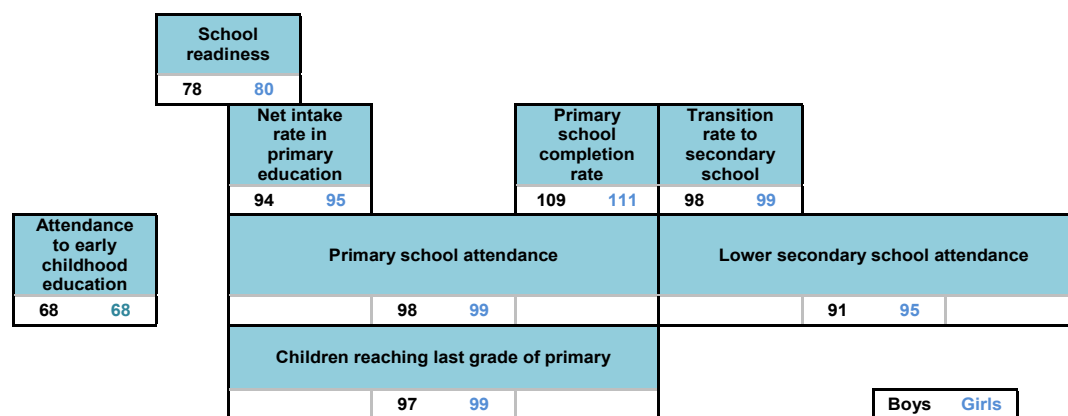 School
readiness
78 80
Net intake
rate in
primary
education
94 95
Primary
school
completion
rate
109 111
Transition
rate to
secondary
school
98 99
Attendance
to early
childhood
education
68 68
Primary school attendance
98 99
Lower secondary school attendance
91 95
Children reaching last grade of primary
97 99
Boys Girls